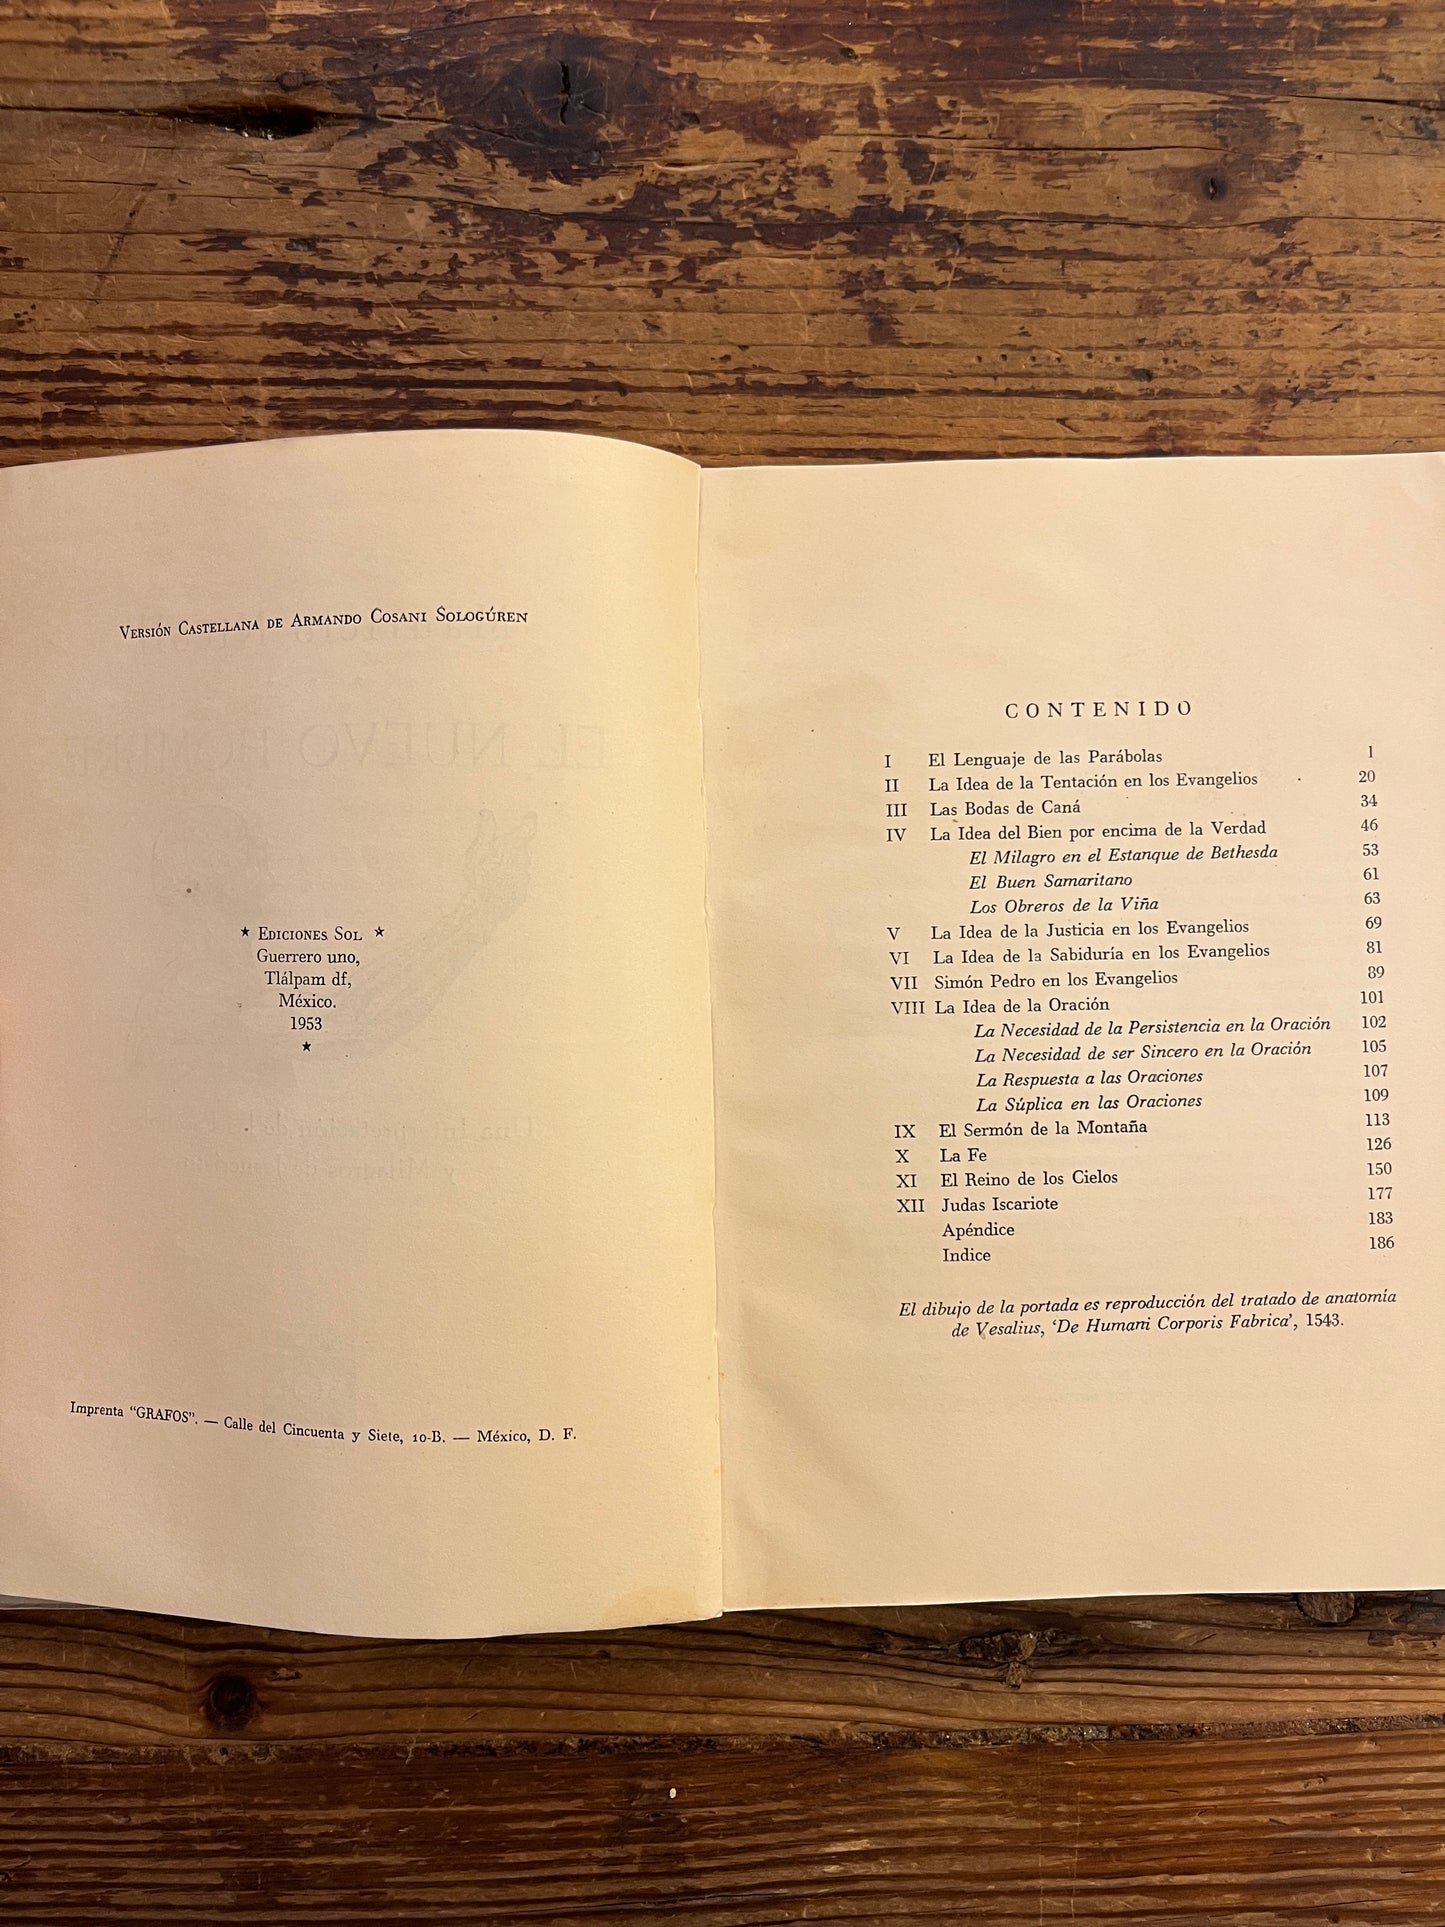 Versión Castellana de Armando Cosani Sologúren
★ Ediciones Sol ★
Guerrero uno,
Tlálpam df,
México.
1953
★
Imprenta "GRAFOS". — Calle del Cincuenta y Siete, 10-B. — México, D. F.
CONTENIDO
I El Lenguaje de las Parábolas 1
II La Idea de la Tentación en los Evangelios 20
III Las Bodas de Caná 34
IV La Idea del Bien por encima de la Verdad 46
El Milagro en el Estanque de Bethesda 53
El Buen Samaritano 61
Los Obreros de la Viña 63
V La Idea de la Justicia en los Evangelios 69
VI La Idea de la Sabiduría en los Evangelios 81
VII Simón Pedro en los Evangelios 89
VIII La Idea de la Oración 101
La Necesidad de la Persistencia en la Oración 102
La Necesidad de ser Sincero en la Oración 105
La Respuesta a las Oraciones 107
La Súplica en las Oraciones 109
IX El Sermón de la Montaña 113
X La Fe 126
XI El Reino de los Cielos 150
XII Judas Iscariote 177
Apéndice 183
Indice 186
El dibujo de la portada es reproducción del tratado de anatomía
de Vesalius, 'De Humani Corporis Fabrica', 1543.